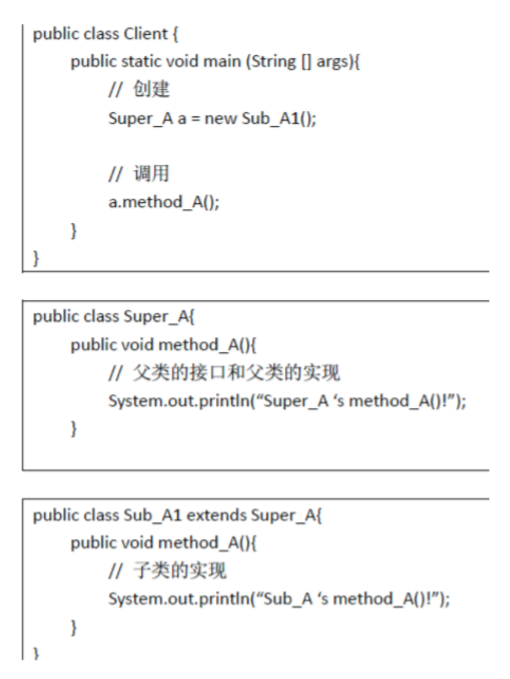 public class Client {
public static void main (String [] args){
// 创建
Super_A a = new Sub_A1();
// 调用
a.method_A();
}
}
public class Super_A{
public void method_A(){
// 父类的接口和父类的实现
System.out.println(“Super_A ‘s method_A()!”);
}
public class Sub_A1 extends Super_A{
public void method_A(){
// 子类的实现
System.out.println(“Sub_A ‘s method_A()!”);
}
}